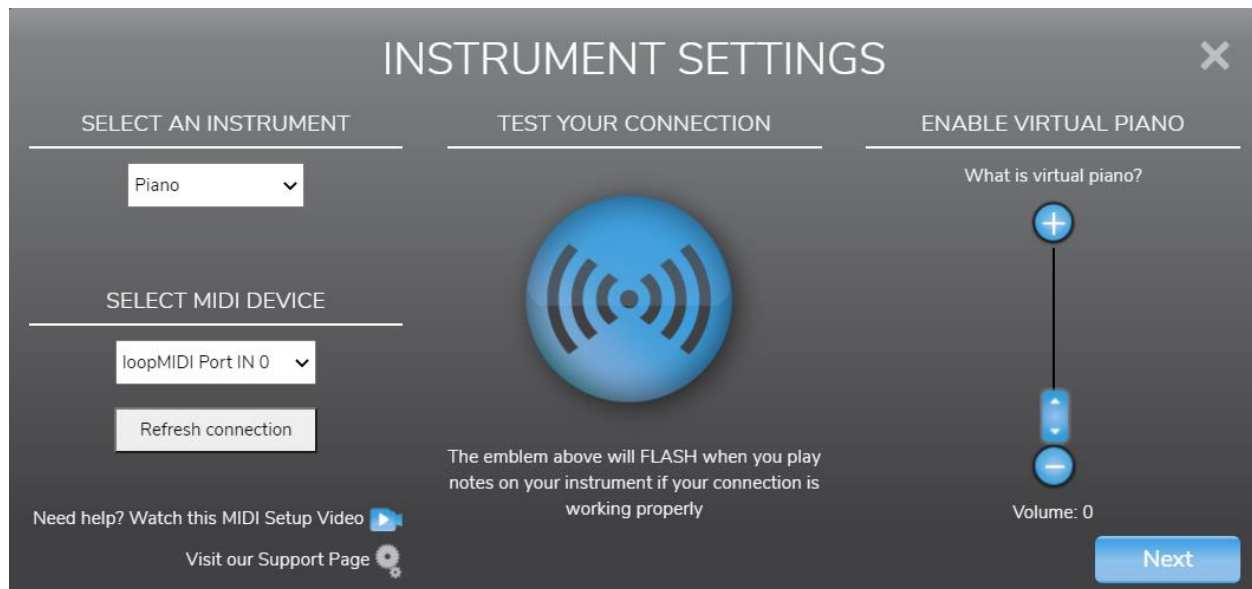 INSTRUMENT SETTINGS
SELECT AN INSTRUMENT
Piano
SELECT MIDI DEVICE
loopMIDI Port IN 0
Refresh connection
Need help? Watch this MIDI Setup Video
Visit our Support Page
TEST YOUR CONNECTION
The emblem above will FLASH when you play
notes on your instrument if your connection is
working properly
ENABLE VIRTUAL PIANO
What is virtual piano?
Volume: 0
Next